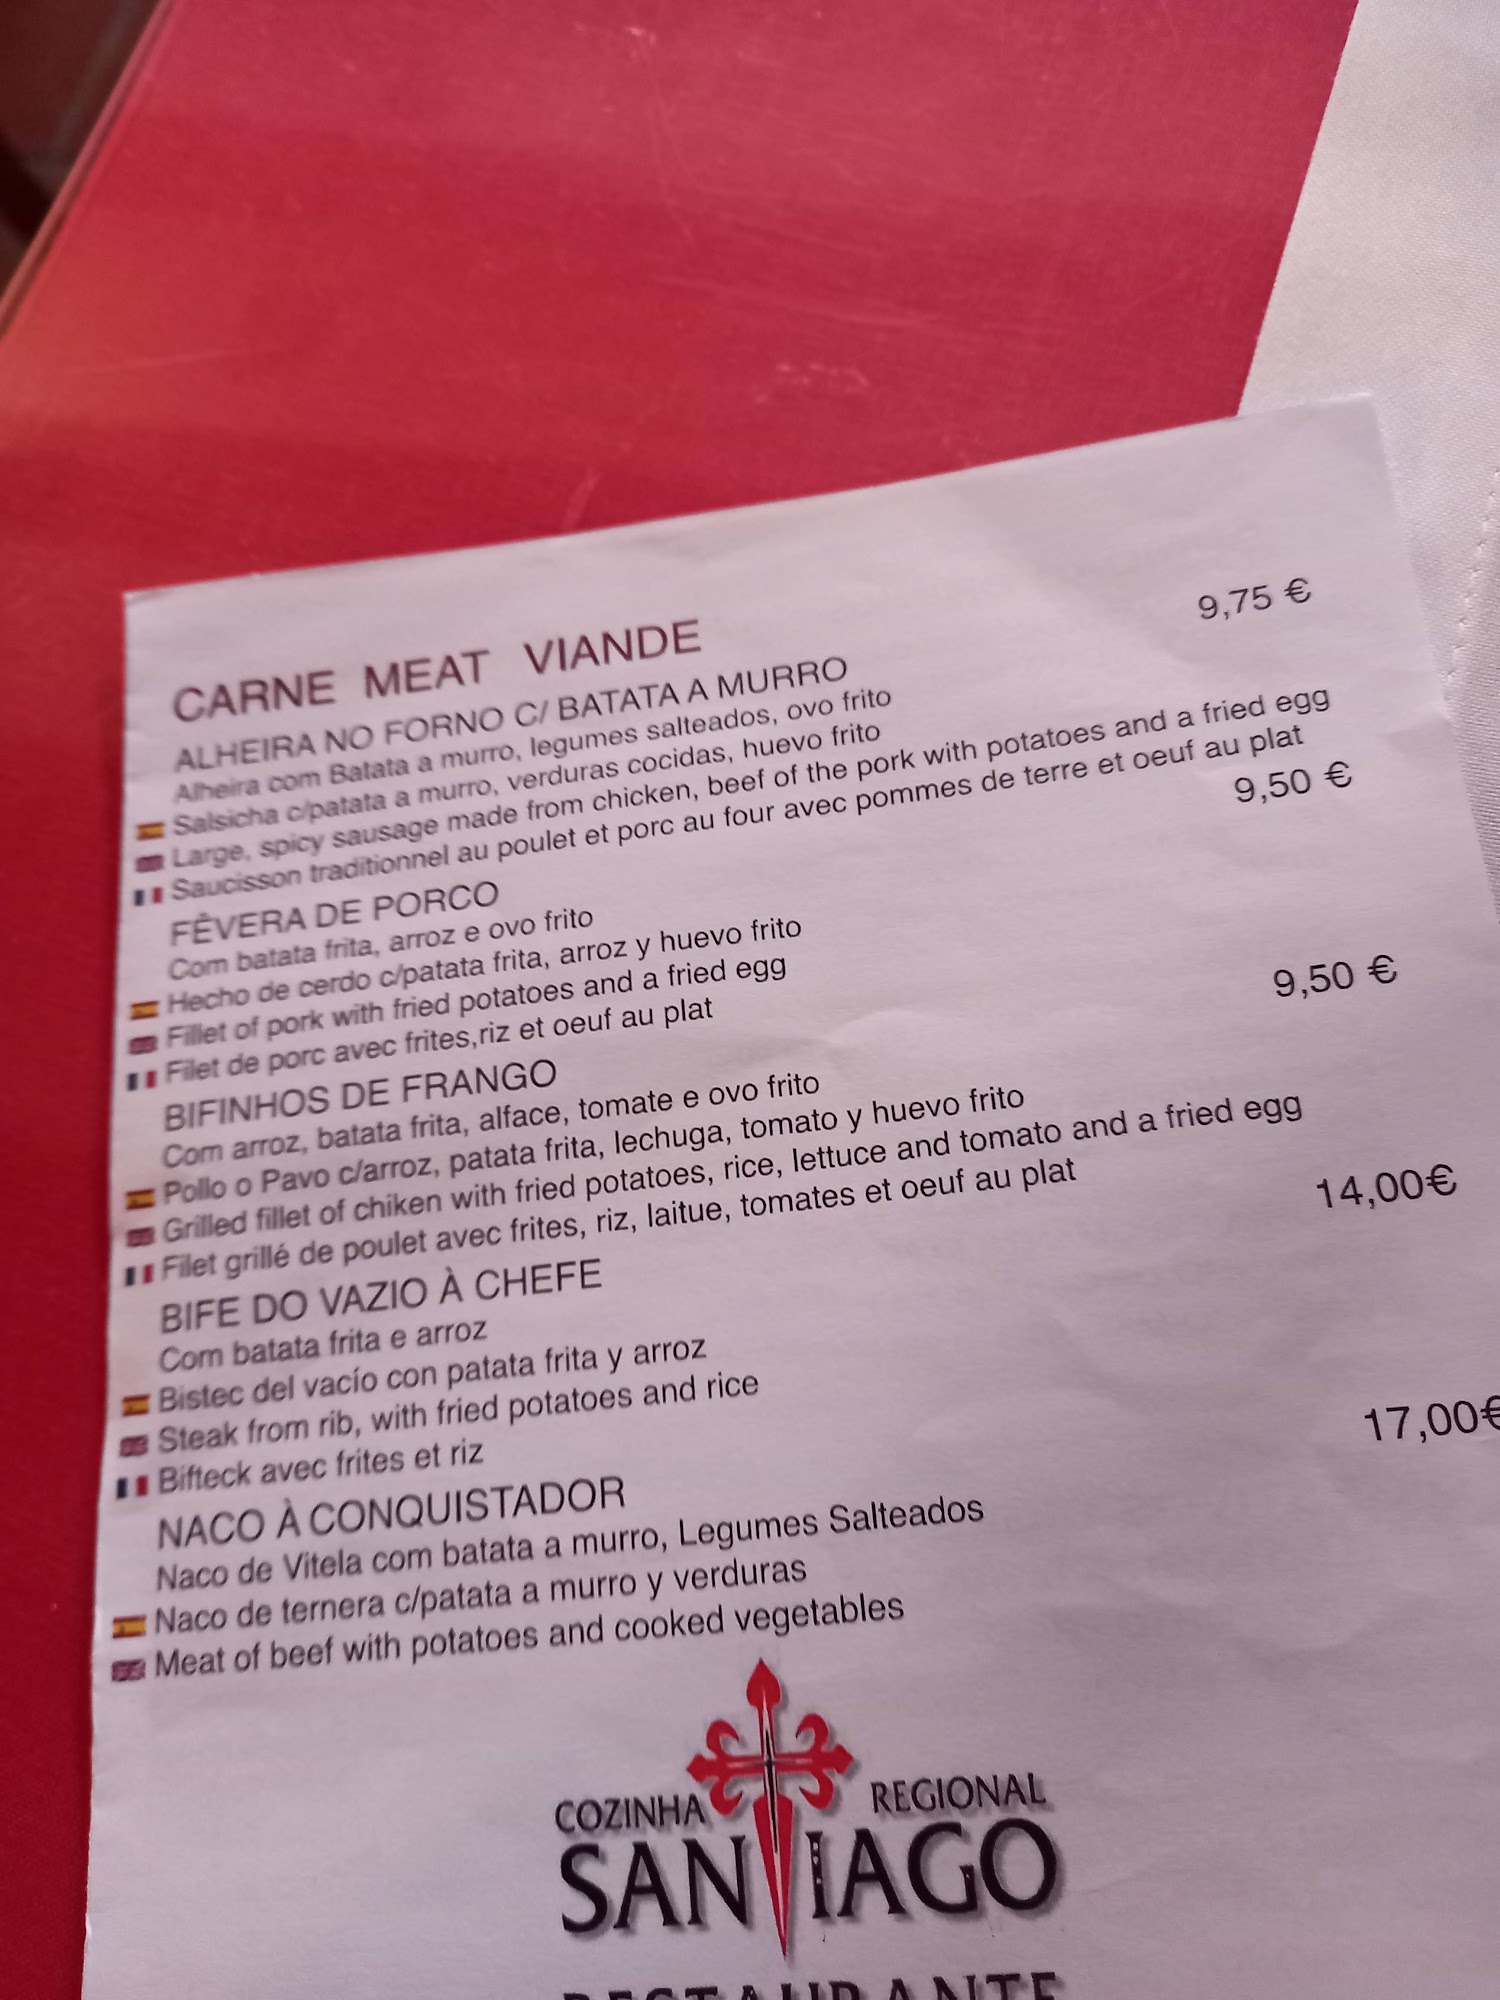 CARNE MEAT VIANDE
ALHEIRA NO FORNO C/ BATATA A MURRO 9,75 €
Alheira com Batata a murro, legumes salteados, ovo frito
Salsicha c/patata a murro, verduras cocidas, huevo frito
Large, spicy sausage made from chicken, beef of the pork with potatoes and a fried egg
Saucisson traditionnel au poulet et porc au four avec pommes de terre et oeuf au plat
FÊVERA DE PORCO 9,50 €
Com batata frita, arroz e ovo frito
Hecho de cerdo c/patata frita, arroz y huevo frito
Fillet of pork with fried potatoes and a fried egg
Filet de porc avec frites,riz et oeuf au plat
BIFINHOS DE FRANGO 9,50 €
Com arroz, batata frita, alface, tomate e ovo frito
Pollo o Pavo c/arroz, patata frita, lechuga, tomato y huevo frito
Grilled fillet of chiken with fried potatoes, rice, lettuce and tomato and a fried egg
Filet grillé de poulet avec frites, riz, laitue, tomates et oeuf au plat
BIFE DO VAZIO À CHEFE 14,00€
Com batata frita e arroz
Bistec del vacío con patata frita y arroz
Steak from rib, with fried potatoes and rice
Bifteck avec frites et riz
NACO À CONQUISTADOR 17,00€
Naco de Vitela com batata a murro, Legumes Salteados
Naco de ternera c/patata a murro y verduras
Meat of beef with potatoes and cooked vegetables
COZINHA REGIONAL
SANTIAGO
RESTAURANTE